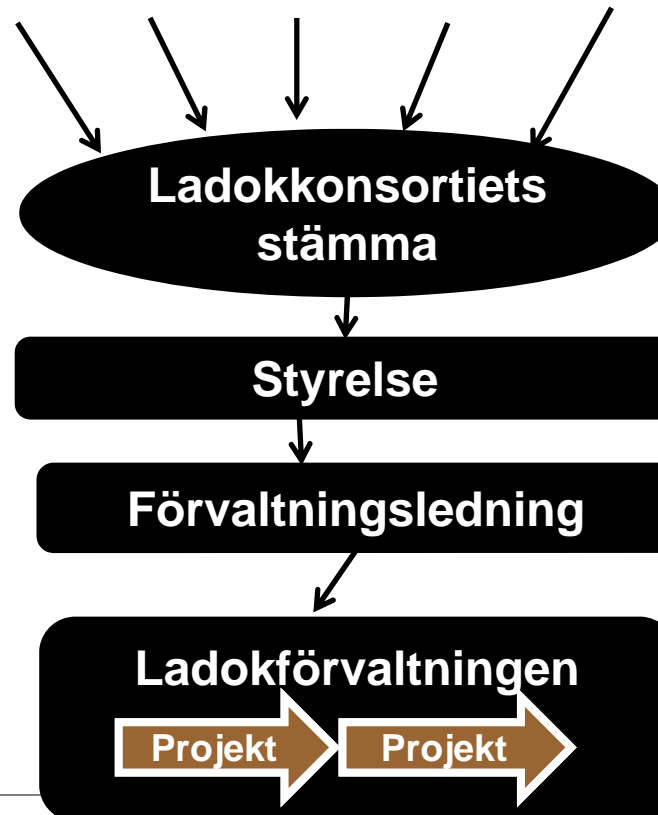 Ladokkonsortiets
stämma
Styrelse
Förvaltningsledning
Ladokförvaltningen
Projekt
Projekt